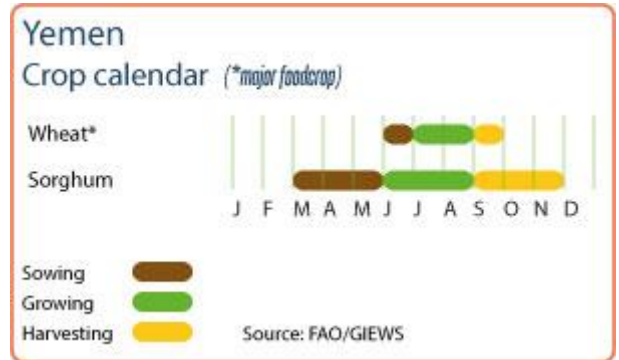 Yemen
Crop calendar (*major foodcrop)
Wheat*
Sorghum
J F M A M J J A S O N D
Sowing
Growing
Harvesting
Source: FAO/GIEWS